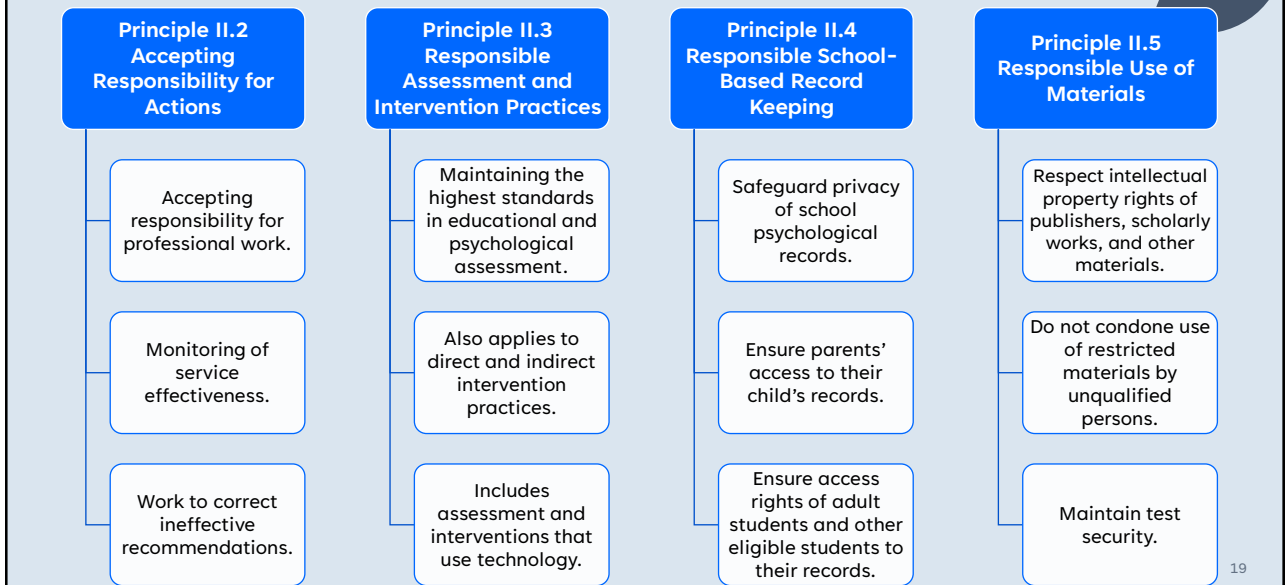 Principle II.2
Accepting
Responsibility for
Actions
Accepting
responsibility for
professional work.
Monitoring of
service
effectiveness.
Work to correct
ineffective
recommendations.
Principle II.3
Responsible
Assessment and
Intervention Practices
Maintaining the
highest standards
in educational and
psychological
assessment.
Also applies to
direct and indirect
intervention
practices.
Includes
assessment and
interventions that
use technology.
Principle II.4
Responsible School-
Based Record
Keeping
Safeguard privacy
of school
psychological
records.
Ensure parents’
access to their
child’s records.
Ensure access
rights of adult
students and other
eligible students to
their records.
Principle II.5
Responsible Use of
Materials
Respect intellectual
property rights of
publishers, scholarly
works, and other
materials.
Do not condone use
of restricted
materials by
unqualified
persons.
Maintain test
security.
19